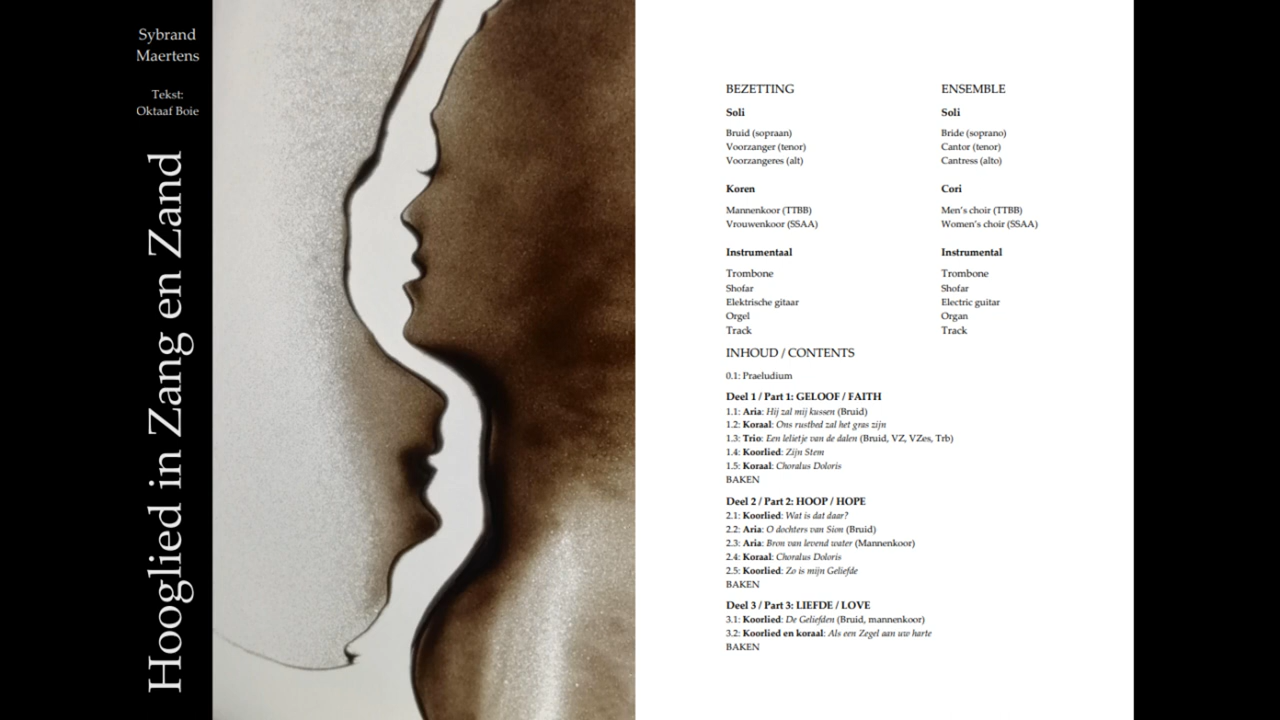 Sybrand
Maertens
Tekst:
Oktaaf Boie
Hooglied in Zang en Zand
BEZETTING
Soli
Bruid (sopraan)
Voorzanger (tenor)
Voorzangeres (alt)
Koren
Mannenkoor (TTBB)
Vrouwenkoor (SSAA)
Instrumentaal
Trombone
Shofar
Elektrische gitaar
Orgel
Track
ENSEMBLE
Soli
Bride (soprano)
Cantor (tenor)
Cantress (alto)
Cori
Men's choir (TTBB)
Women's choir (SSAA)
Instrumental
Trombone
Shofar
Electric guitar
Organ
Track
INHOUD / CONTENTS
0.1: Praeludium
Deel 1 / Part 1: GELOOF / FAITH
1.1: Aria: Hij zal mij kussen (Bruid)
1.2: Koraal: Ons rustbed zal het gras zijn
1.3: Trio: Een lelietje van de dalen (Bruid, VZ, VZes, Trb)
1.4: Koorlied: Zijn Stem
1.5: Koraal: Choralus Doloris
BAKEN
Deel 2 / Part 2: HOOP / HOPE
2.1: Koorlied: Wat is dat daar?
2.2: Aria: O dochters van Sion (Bruid)
2.3: Aria: Bron van levend water (Mannenkoor)
2.4: Koraal: Choralus Doloris
2.5: Koorlied: Zo is mijn Geliefde
BAKEN
Deel 3 / Part 3: LIEFDE / LOVE
3.1: Koorlied: De Geliefden (Bruid, mannenkoor)
3.2: Koorlied en koraal: Als een Zegel aan uw harte
BAKEN